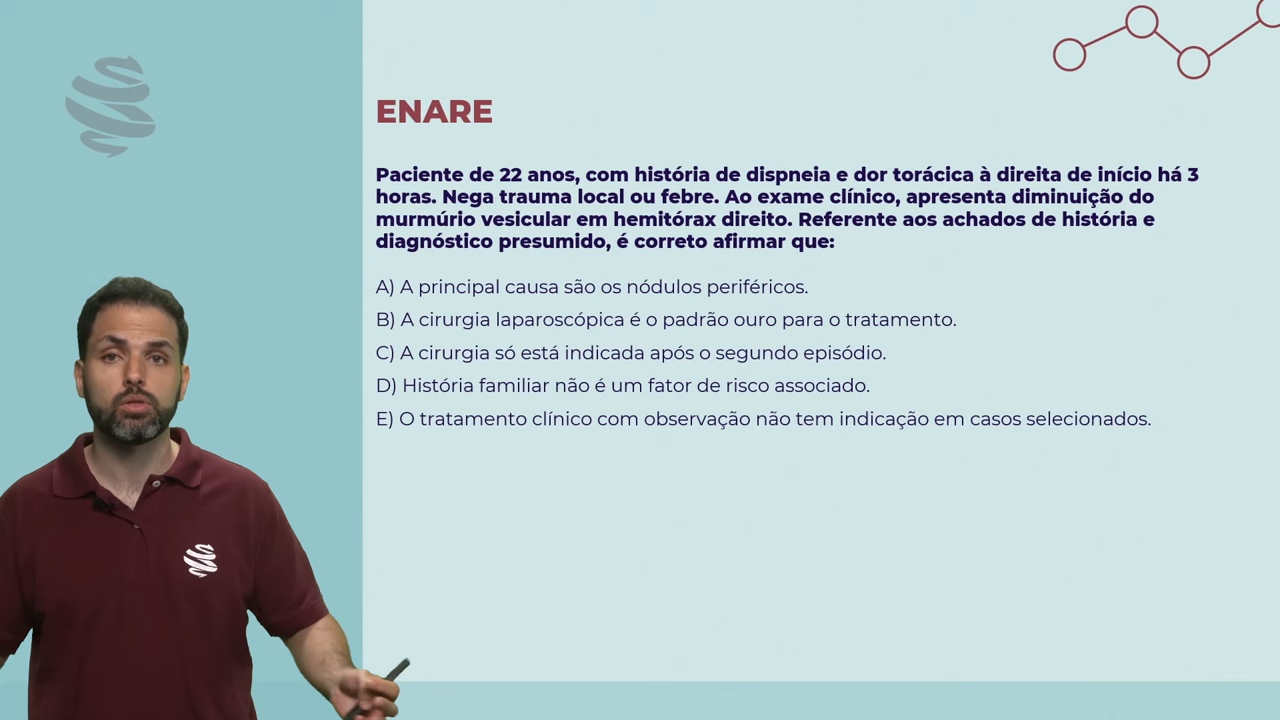 ENARE
Paciente de 22 anos, com história de dispneia e dor torácica à direita de início há 3
horas. Nega trauma local ou febre. Ao exame clínico, apresenta diminuição do
murmúrio vesicular em hemitórax direito. Referente aos achados de história e
diagnóstico presumido, é correto afirmar que:
A) A principal causa são os nódulos periféricos.
B) A cirurgia laparoscópica é o padrão ouro para o tratamento.
C) A cirurgia só está indicada após o segundo episódio.
D) História familiar não é um fator de risco associado.
E) O tratamento clínico com observação não tem indicação em casos selecionados.